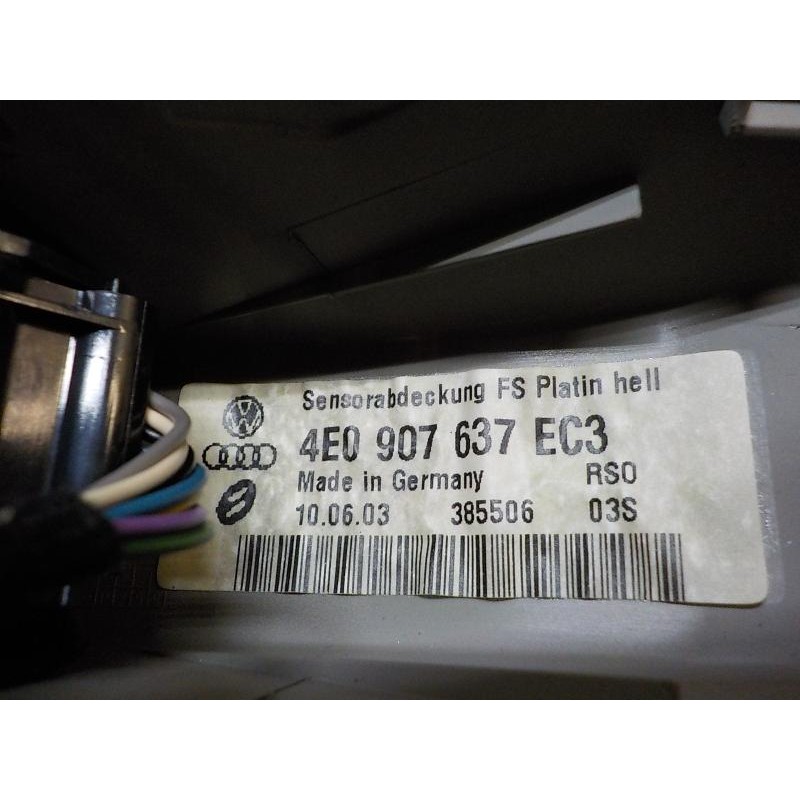 Sensorabdeckung FS Platin hell
4E0 907 637 EC3
Made in Germany RSO
10.06.03 385506 03S